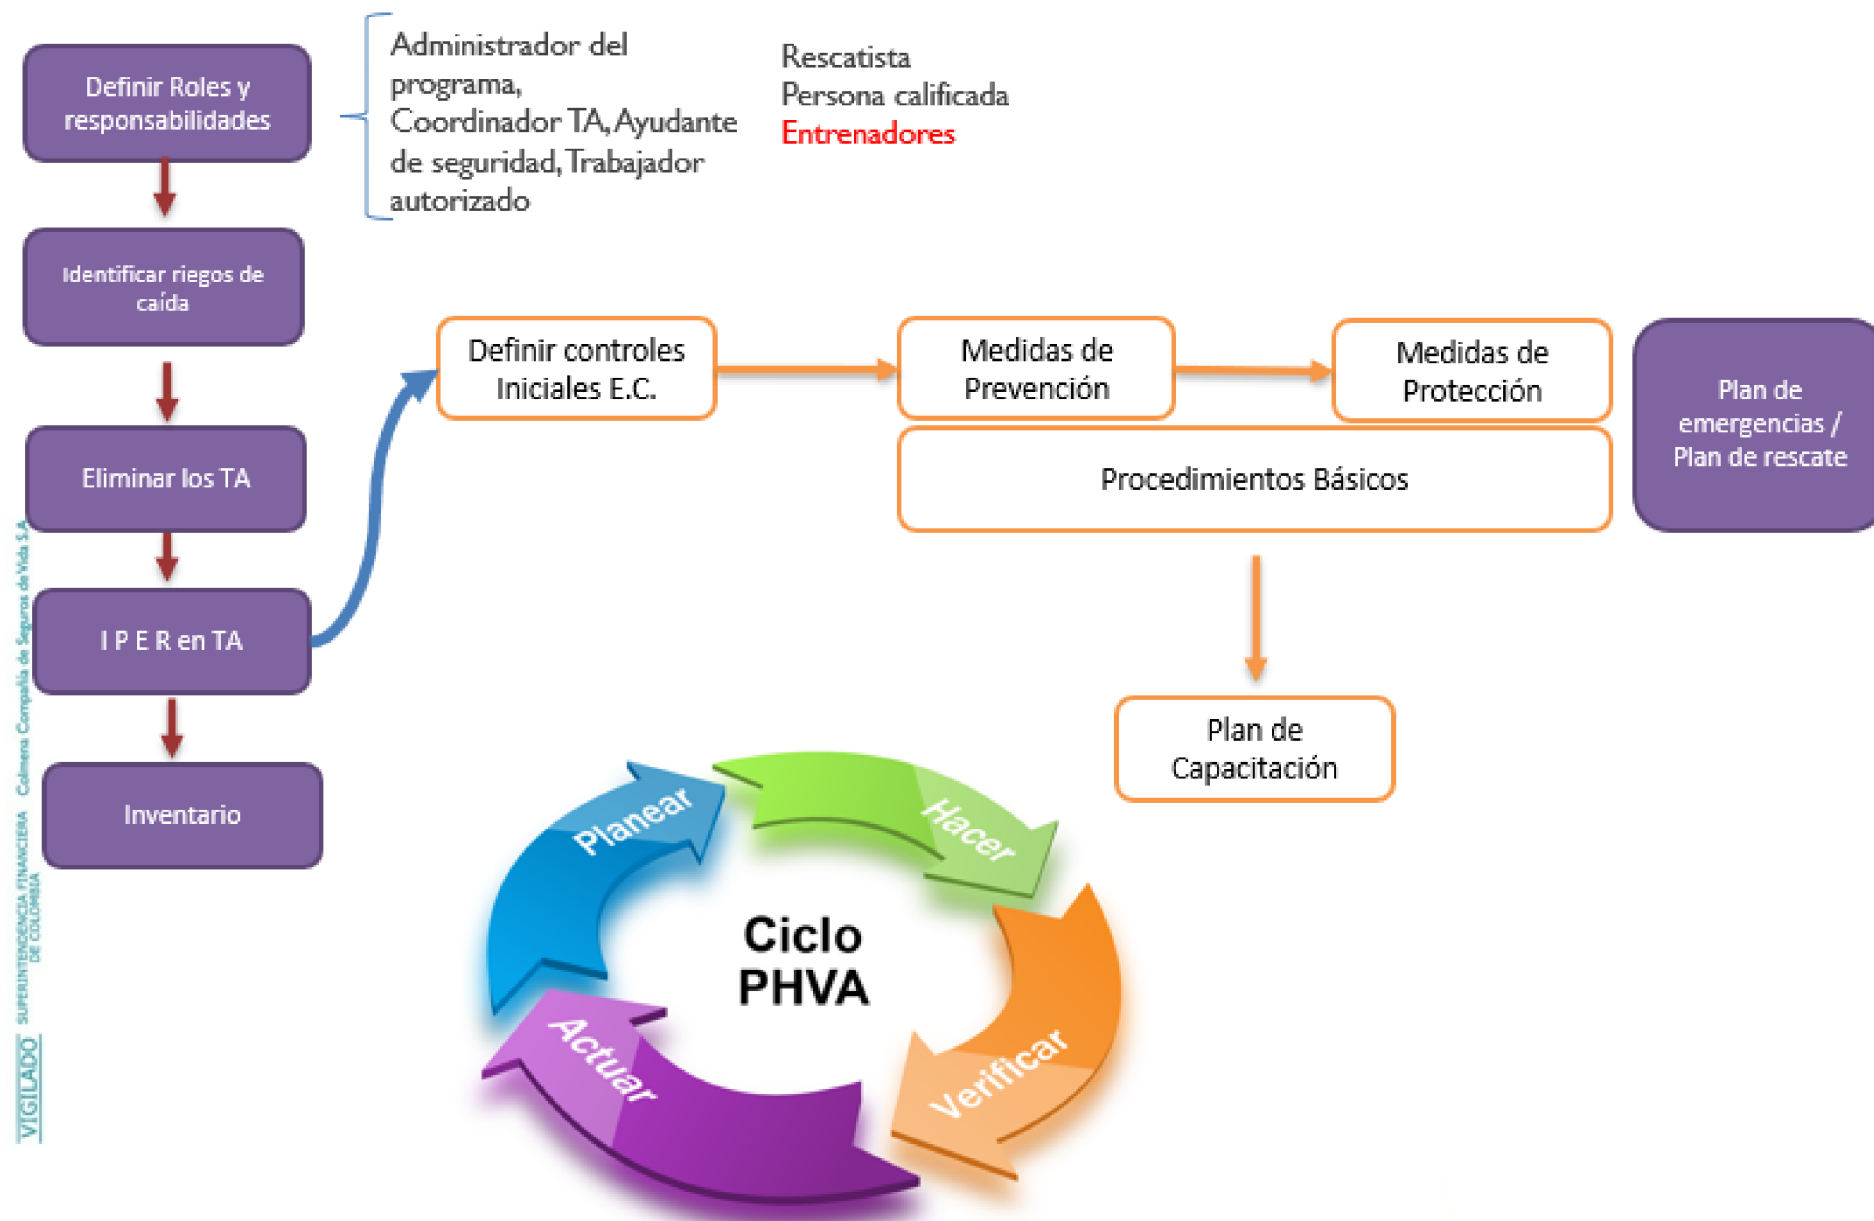 Definir Roles y
responsabilidades
Administrador del
programa,
Coordinador TA, Ayudante
de seguridad, Trabajador
autorizado
Rescatista
Persona calificada
Entrenadores
Identificar riegos de
caída
Eliminar los TA
I P E R en TA
Inventario
Definir controles
Iniciales E.C.
Medidas de
Prevención
Medidas de
Protección
Procedimientos Básicos
Plan de
emergencias /
Plan de rescate
Plan de
Capacitación
Planear
Hacer
Verificar
Actuar
Ciclo
PHVA
VIGILADO
SUPERINTENDENCIA FINANCIERA
DE COLOMBIA
Colmena Compañía de Seguros de Vida S.A.